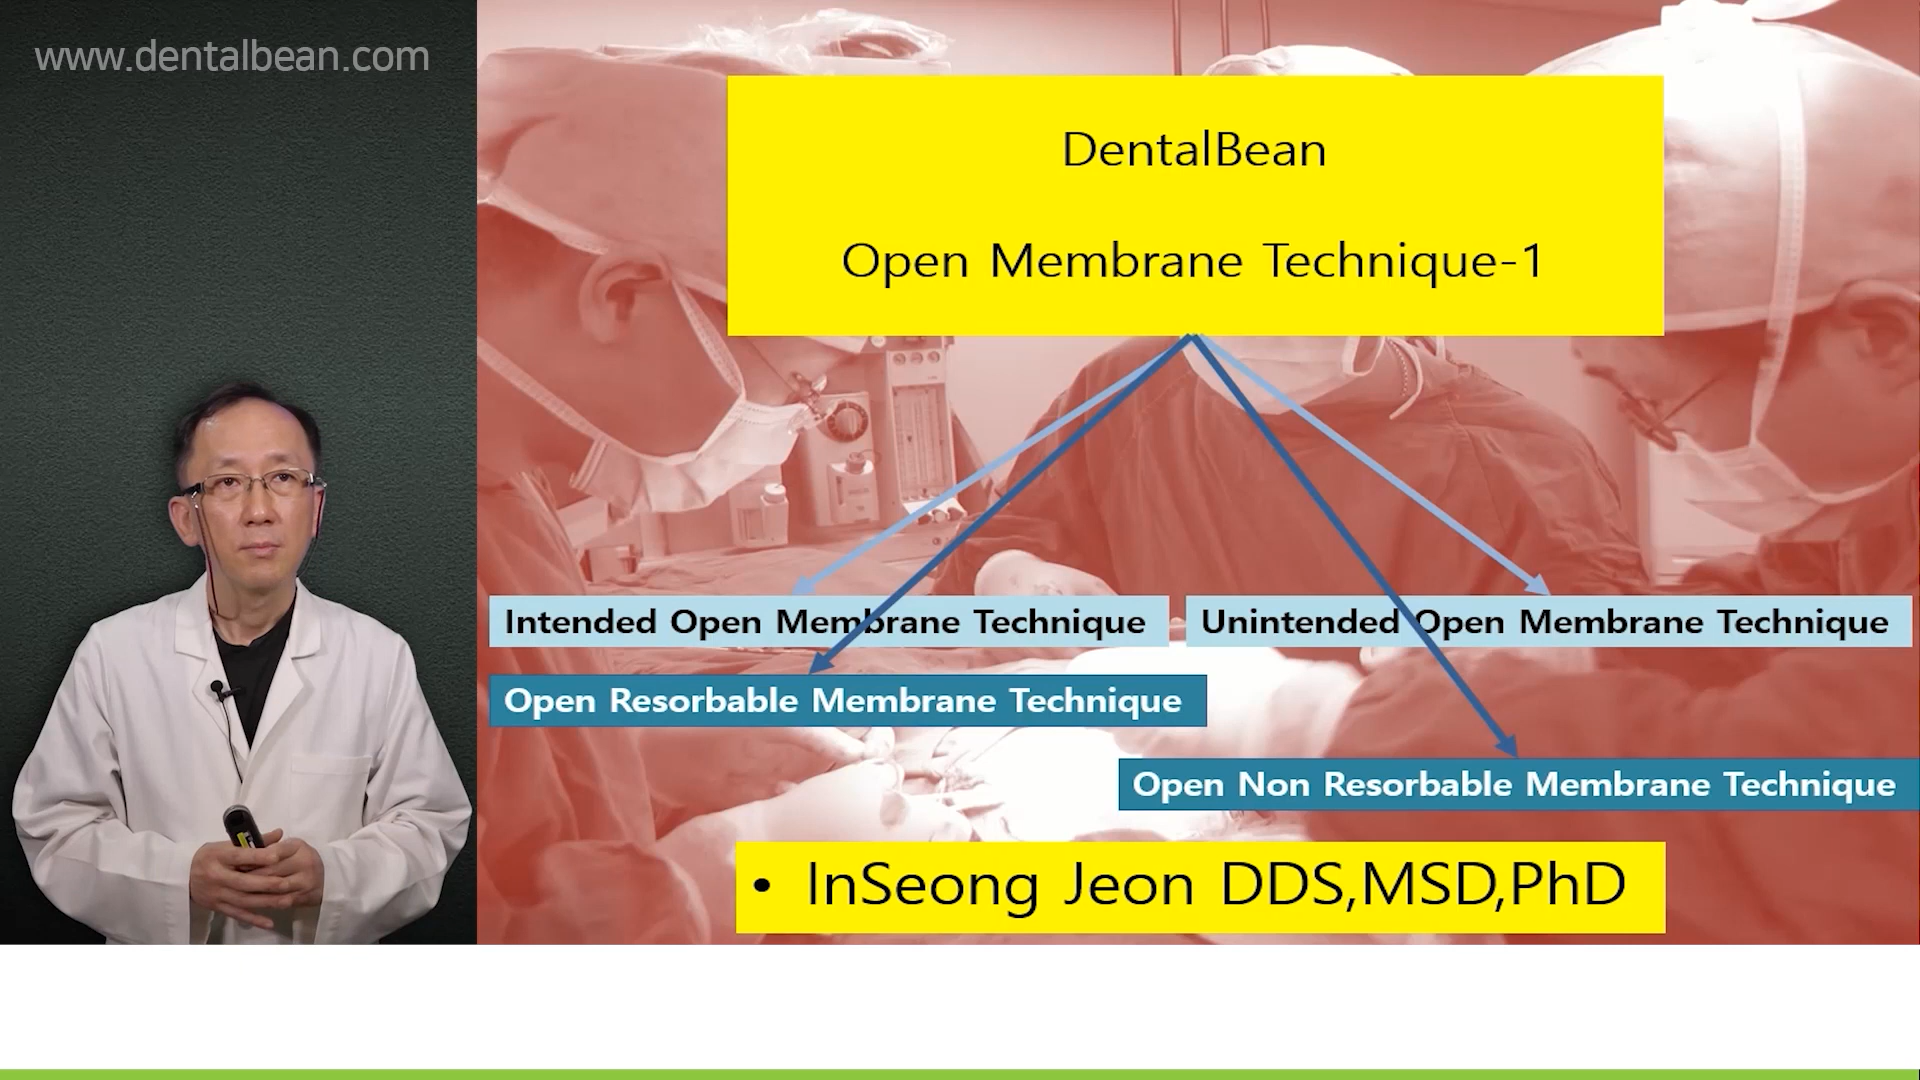 www.dentalbean.com
DentalBean
Open Membrane Technique-1
Intended Open Membrane Technique
Unintended Open Membrane Technique
Open Resorbable Membrane Technique
Open Non Resorbable Membrane Technique
• InSeong Jeon DDS,MSD,PhD